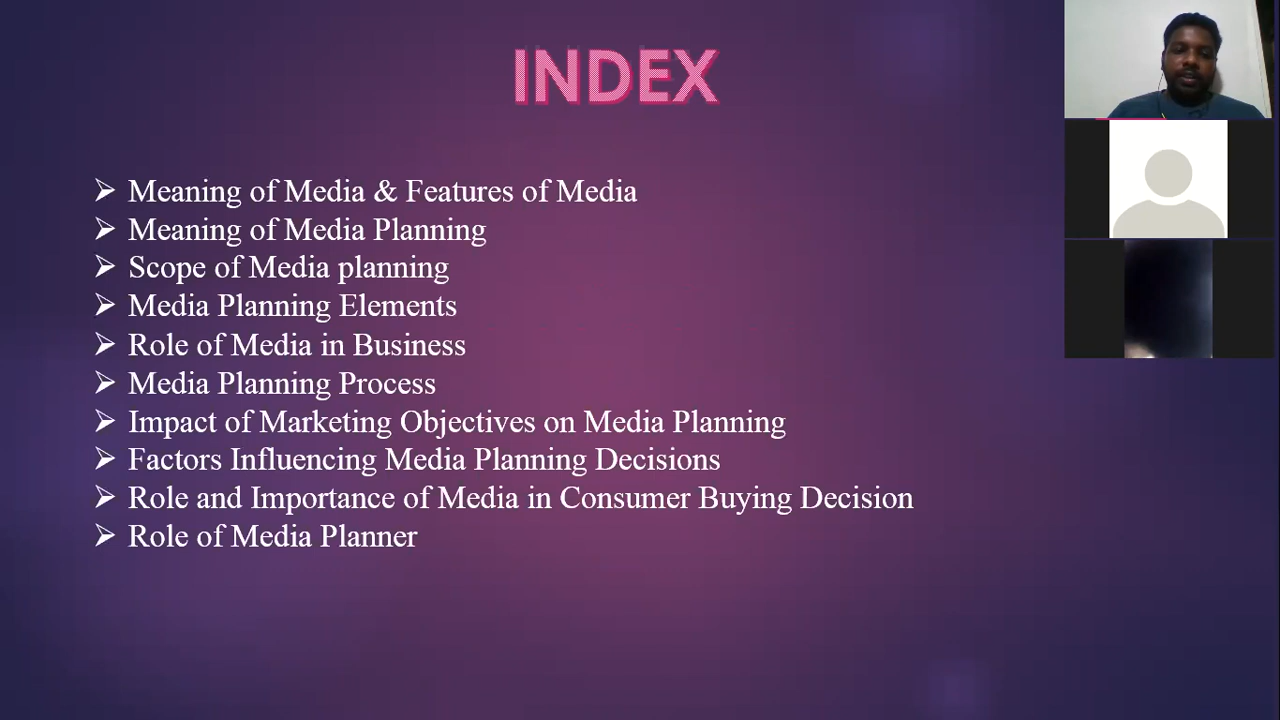 INDEX
➢ Meaning of Media & Features of Media
➢ Meaning of Media Planning
➢ Scope of Media planning
➢ Media Planning Elements
➢ Role of Media in Business
➢ Media Planning Process
➢ Impact of Marketing Objectives on Media Planning
➢ Factors Influencing Media Planning Decisions
➢ Role and Importance of Media in Consumer Buying Decision
➢ Role of Media Planner